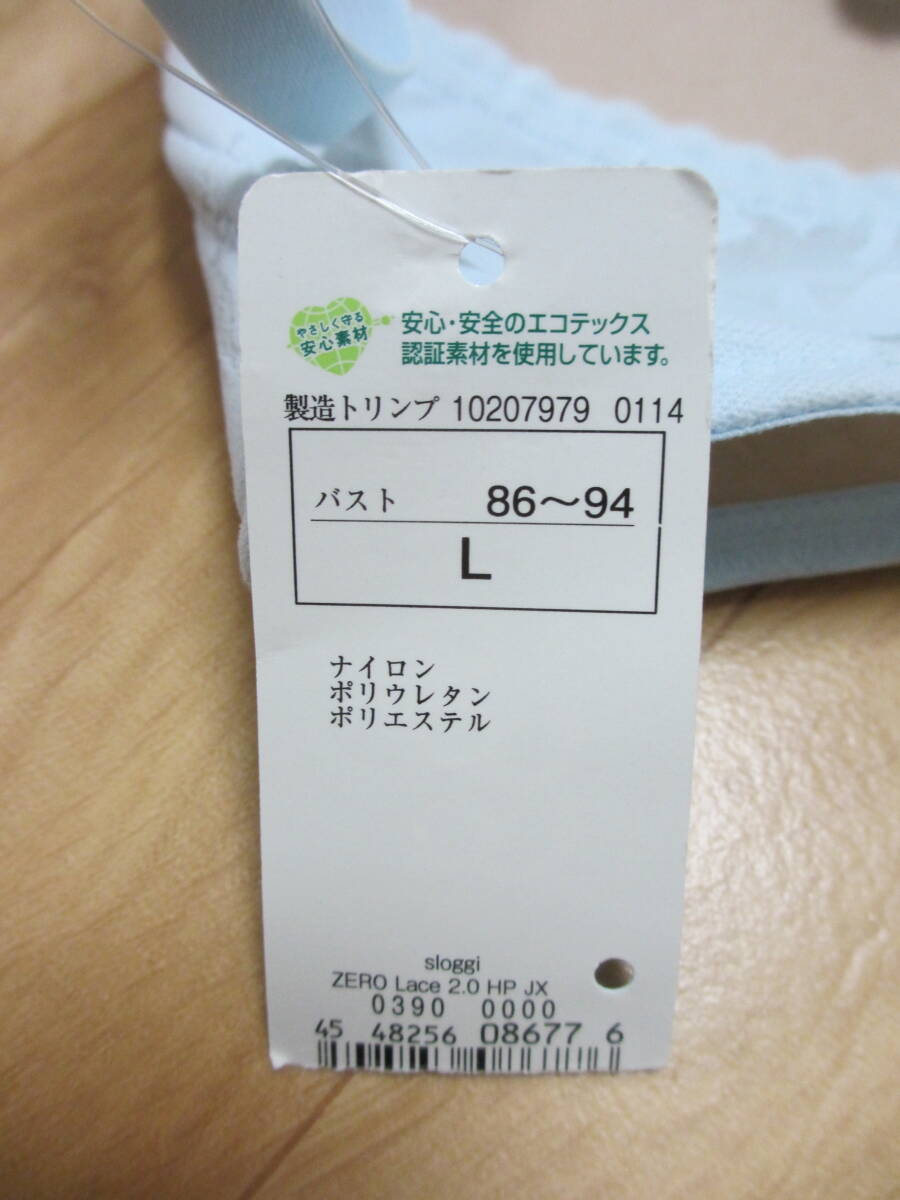 やさしく守る
安心素材
安心・安全のエコテックス
認証素材を使用しています。
製造トリンプ 10207979 0114
バスト 86〜94
L
ナイロン
ポリウレタン
ポリエステル
sloggi
ZERO Lace 2.0 HP JX
0390 0000
45 48256 08677 6